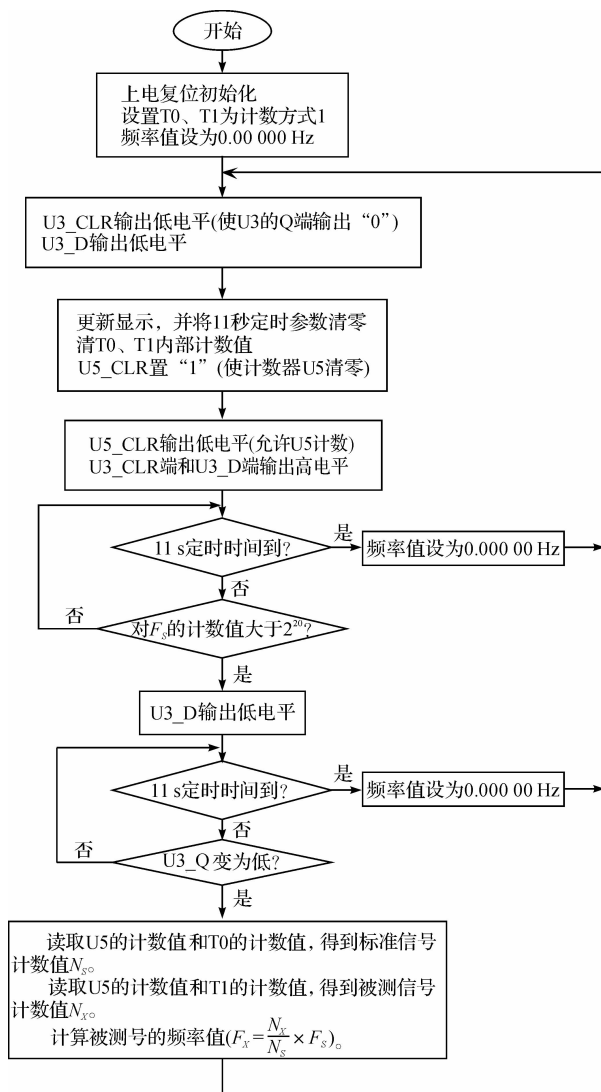 开始
上电复位初始化
设置T0、T1为计数方式1
频率值设为0.00 000 Hz
U3_CLR输出低电平(使U3的Q端输出“0”)
U3_D输出低电平
更新显示，并将11秒定时参数清零
清T0、T1内部计数值
U5_CLR置“1”(使计数器U5清零)
U5_CLR输出低电平(允许U5计数)
U3_CLR端和U3_D端输出高电平
11 s定时时间到?
是
频率值设为0.000 00 Hz
否
否
对F_S的计数值大于2^20?
是
U3_D输出低电平
11 s定时时间到?
是
频率值设为0.000 00 Hz
否
否
U3_Q 变为低?
是
读取U5的计数值和T0的计数值，得到标准信号
计数值N_S。
读取U5的计数值和T1的计数值，得到被测信号
计数值N_X。
计算被测号的频率值(F_X=N_X/N_S×F_S)。